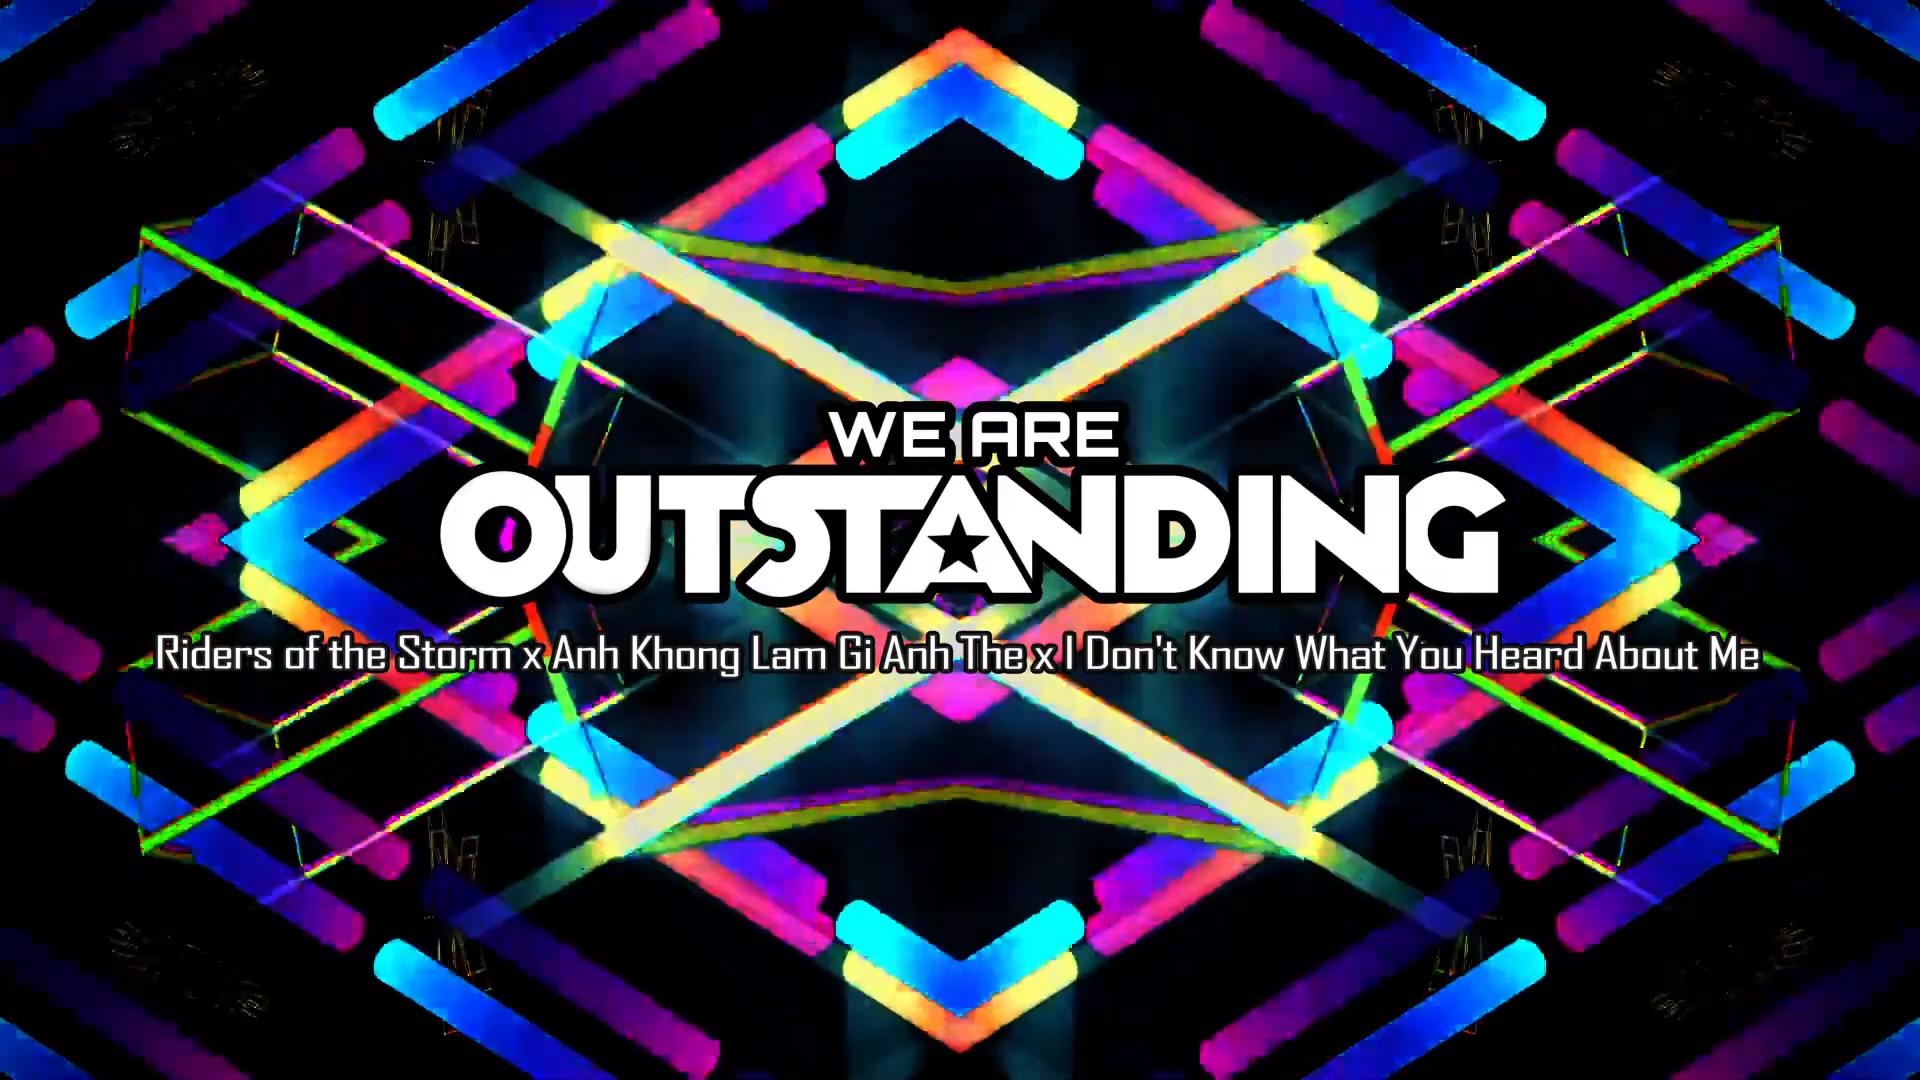 WE ARE
OUTSTANDING
Riders of the Storm x Anh Khong Lam Gi Anh The x I Don't Know What You Heard About Me